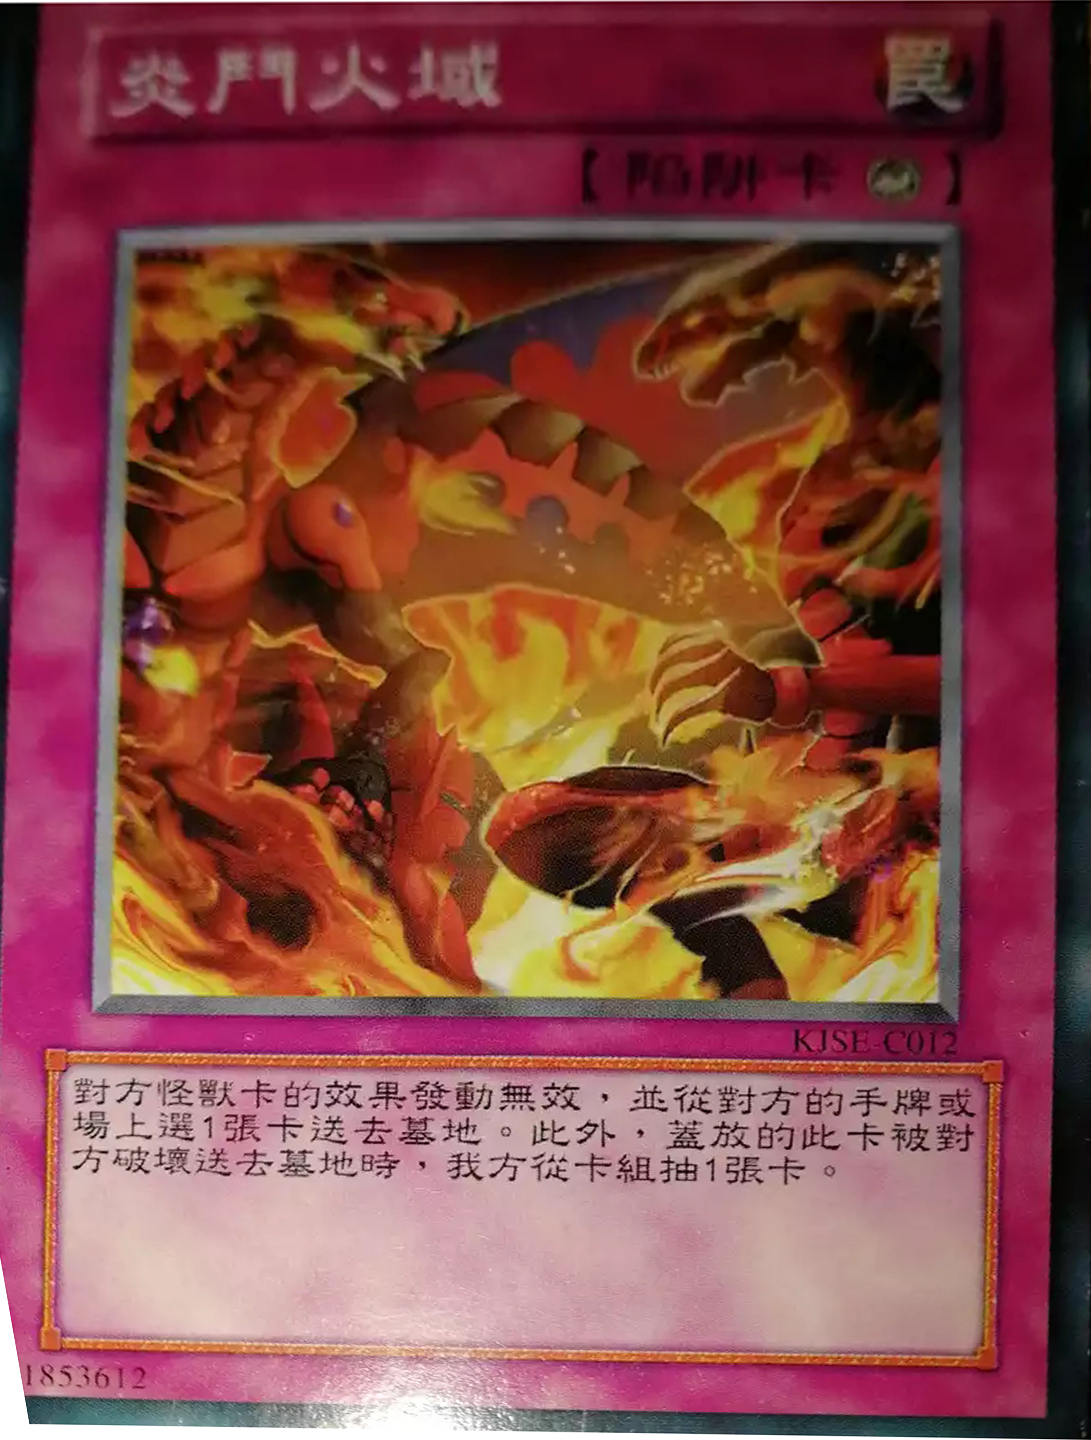 炎鬥火域
罠
【陷阱卡】
KJSE-C012
對方怪獸卡的效果發動無效，並從對方的手牌或
場上選1張卡送去墓地。此外，蓋放的此卡被對
方破壞送去墓地時，我方從卡組抽1張卡。
1853612